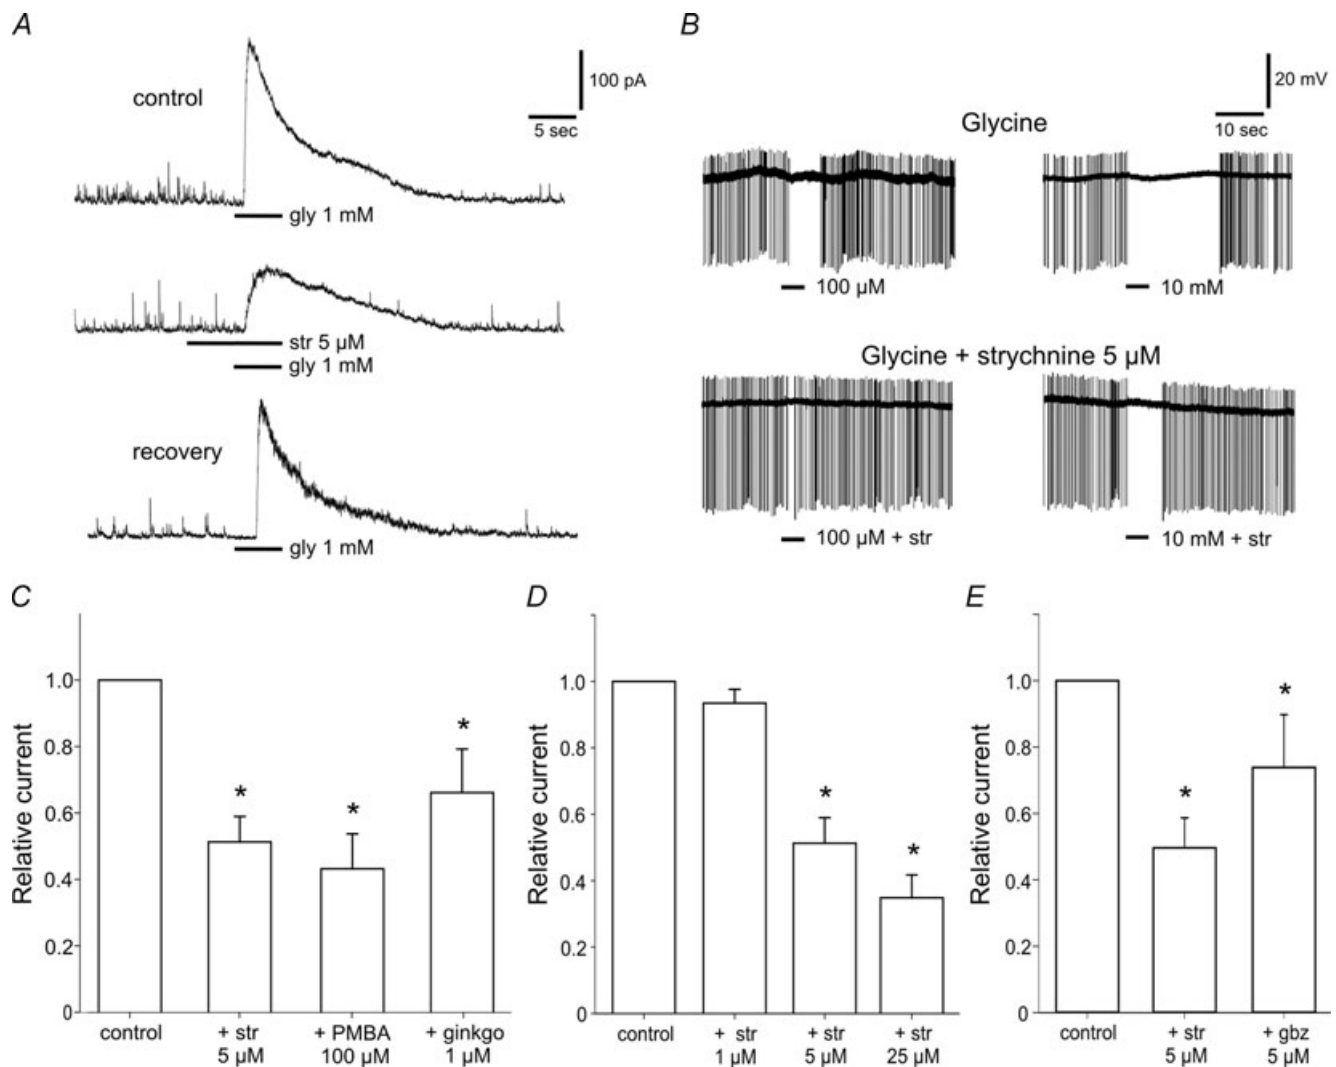 A
control
100 pA
5 sec
gly 1 mM
str 5 µM
gly 1 mM
recovery
gly 1 mM
B
20 mV
10 sec
Glycine
100 µM
10 mM
Glycine + strychnine 5 µM
100 µM + str
10 mM + str
C
Relative current
1.0
0.8
0.6
0.4
0.2
0
*
*
*
control
+ str
5 µM
+ PMBA
100 µM
+ ginkgo
1 µM
D
Relative current
1.0
0.8
0.6
0.4
0.2
0
*
*
control
+ str
1 µM
+ str
5 µM
+ str
25 µM
E
Relative current
1.0
0.8
0.6
0.4
0.2
0
*
*
control
+ str
5 µM
+ gbz
5 µM